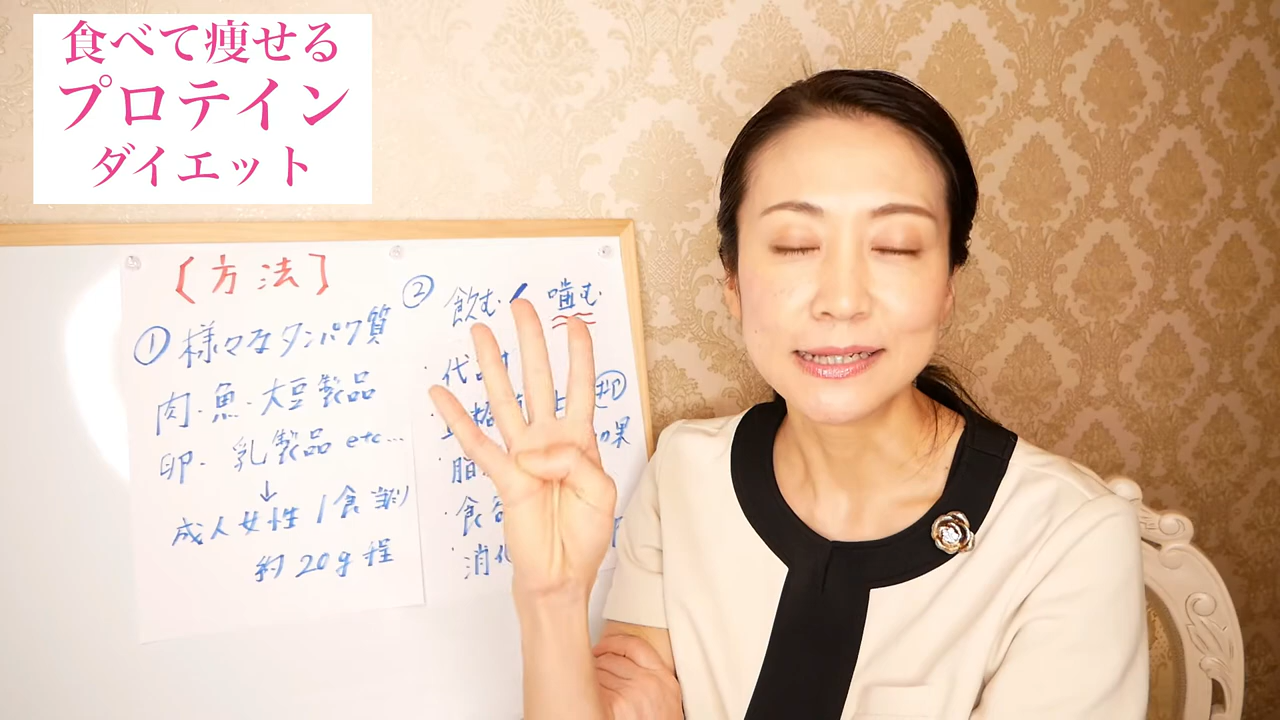 食べて痩せる
プロテイン
ダイエット
【方法】
① 様々なタンパク質
肉・魚・大豆製品
卵・乳製品 etc...
↓
成人女性 1食当り
約20g程
② 飲む 噛む